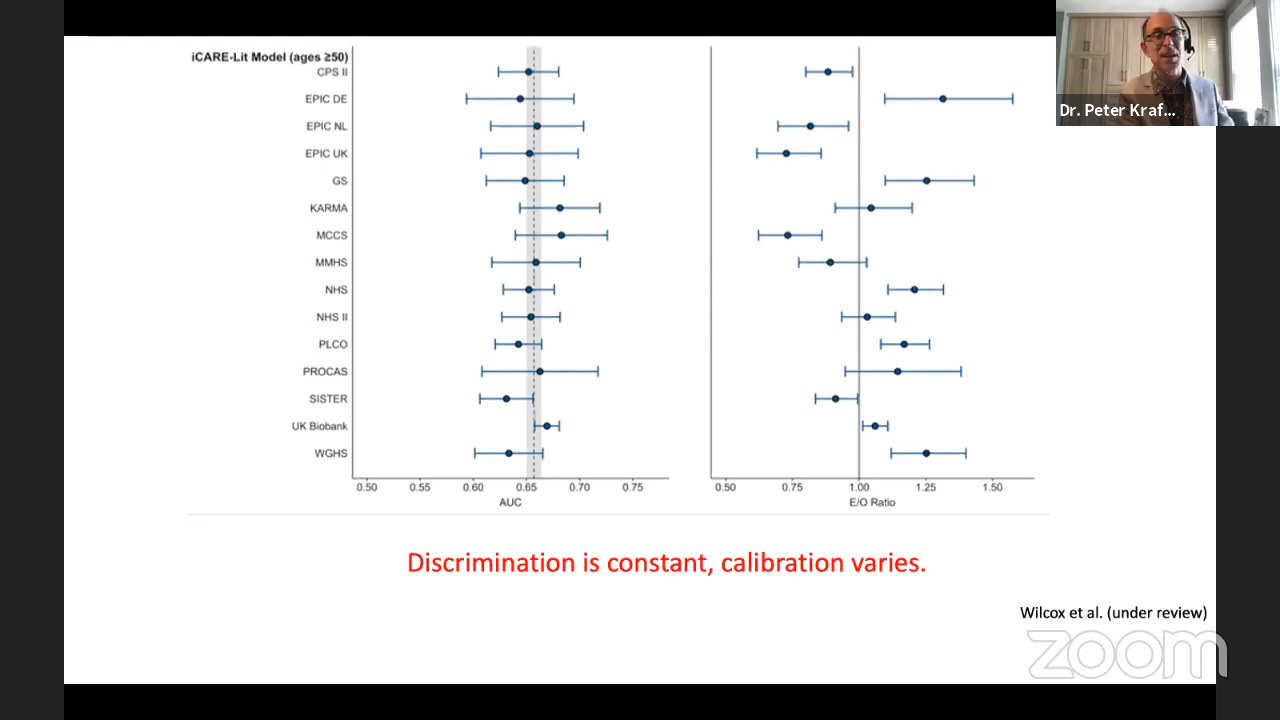 iCARE-Lit Model (ages ≥50)
CPS II
EPIC DE
EPIC NL
EPIC UK
GS
KARMA
MCCS
MMHS
NHS
NHS II
PLCO
PROCAS
SISTER
UK Biobank
WGHS
0.50 0.55 0.60 0.65 0.70 0.75
AUC
0.50 0.75 1.00 1.25 1.50
E/O Ratio
Dr. Peter Kraf...
Discrimination is constant, calibration varies.
Wilcox et al. (under review)
zoom